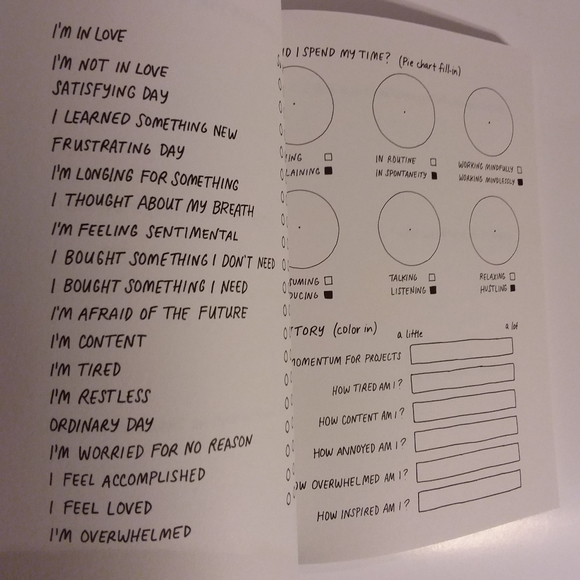 I'M IN LOVE
I'M NOT IN LOVE
SATISFYING DAY
I LEARNED SOMETHING NEW
FRUSTRATING DAY
I'M LONGING FOR SOMETHING
I THOUGHT ABOUT MY BREATH
I'M FEELING SENTIMENTAL
I BOUGHT SOMETHING I DON'T NEED
I BOUGHT SOMETHING I NEED
I'M AFRAID OF THE FUTURE
I'M CONTENT
I'M TIRED
I'M RESTLESS
ORDINARY DAY
I'M WORRIED FOR NO REASON
I FEEL ACCOMPLISHED
I FEEL LOVED
I'M OVERWHELMED
I SPEND MY TIME? (Pie chart fill-in)
IN ROUTINE
IN SPONTANEITY
WORKING MINDFULLY
WORKING MINDLESSLY
TALKING
LISTENING
RELAXING
HUSTLING
(color in) a little a lot
MOMENTUM FOR PROJECTS
HOW TIRED AM I?
HOW CONTENT AM I?
HOW ANNOYED AM I?
OVERWHELMED AM I?
HOW INSPIRED AM I?